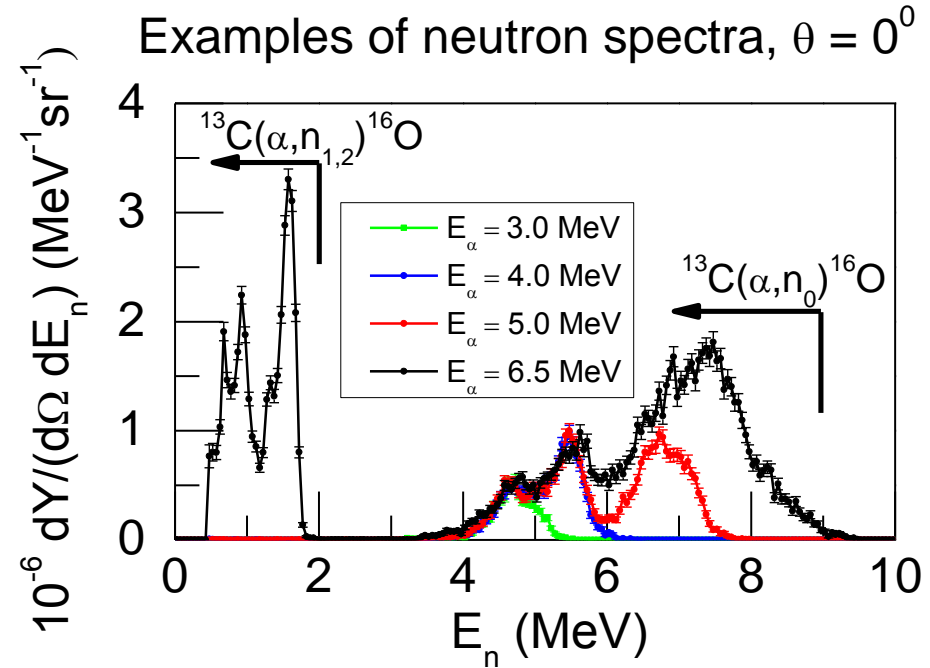 Examples of neutron spectra, θ = 0⁰
10⁻⁶ dY/(dΩ dEₙ) (MeV⁻¹sr⁻¹)
4
3
2
1
0
¹³C(α,n₁,₂)¹⁶O
E_α = 3.0 MeV
E_α = 4.0 MeV
E_α = 5.0 MeV
E_α = 6.5 MeV
¹³C(α,n₀)¹⁶O
0 2 4 6 8 10
Eₙ (MeV)